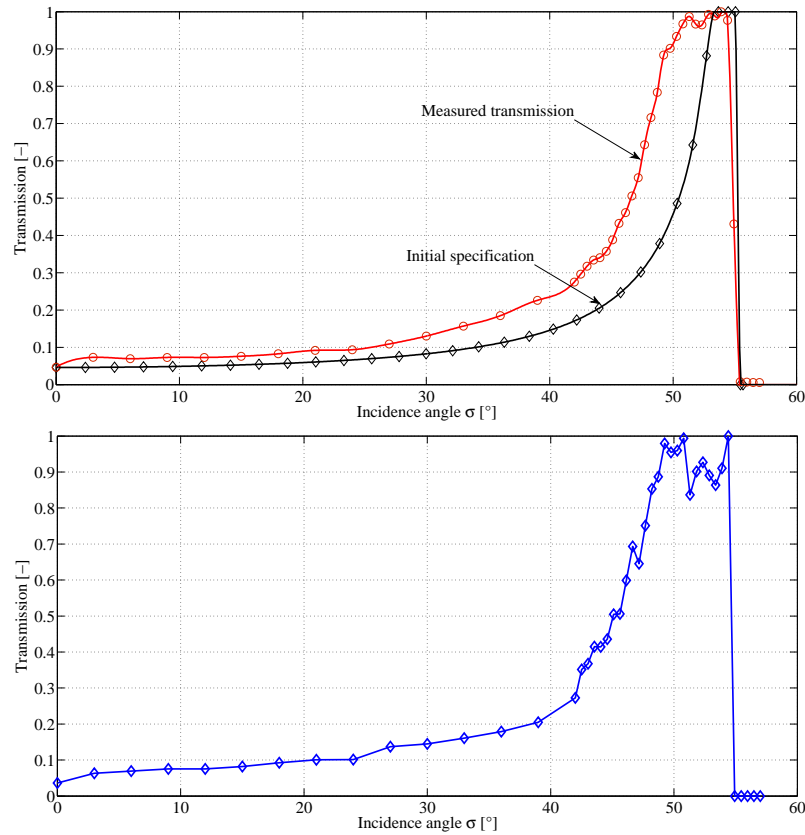 1
0.9
0.8
0.7
0.6
0.5
0.4
0.3
0.2
0.1
0
Transmission [−]
Measured transmission
Initial specification
0 10 20 30 40 50 60
Incidence angle σ [°]
1
0.9
0.8
0.7
0.6
0.5
0.4
0.3
0.2
0.1
0
Transmission [−]
0 10 20 30 40 50 60
Incidence angle σ [°]